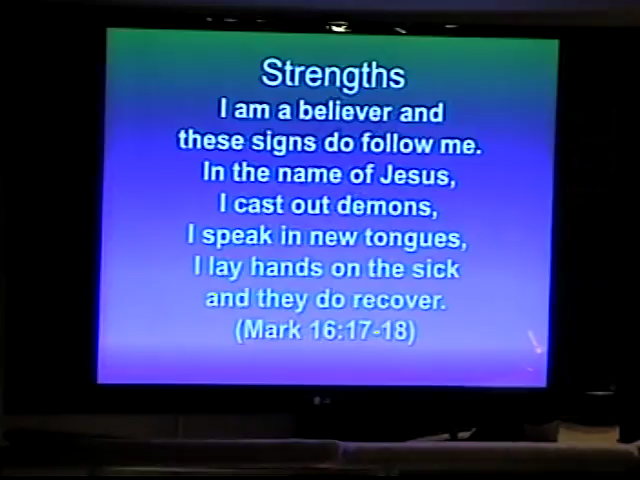 Strengths
I am a believer and
these signs do follow me.
In the name of Jesus,
I cast out demons,
I speak in new tongues,
I lay hands on the sick
and they do recover.
(Mark 16:17-18)
LG